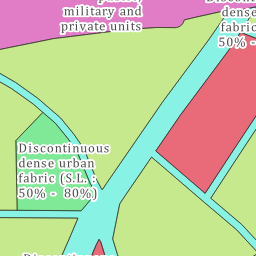 military and
private units
dense
fabric
50% -
Discontinuous
dense urban
fabric (S.L. :
50% - 80%)